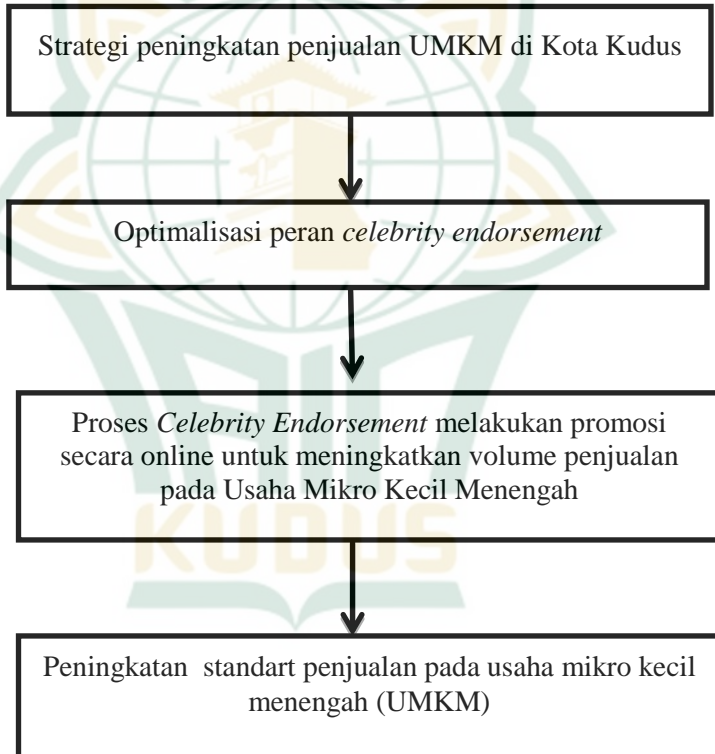 Strategi peningkatan penjualan UMKM di Kota Kudus
Optimalisasi peran celebrity endorsement
Proses Celebrity Endorsement melakukan promosi
secara online untuk meningkatkan volume penjualan
pada Usaha Mikro Kecil Menengah
Peningkatan  standart penjualan pada usaha mikro kecil
menengah (UMKM)
IAIN
KUDUS